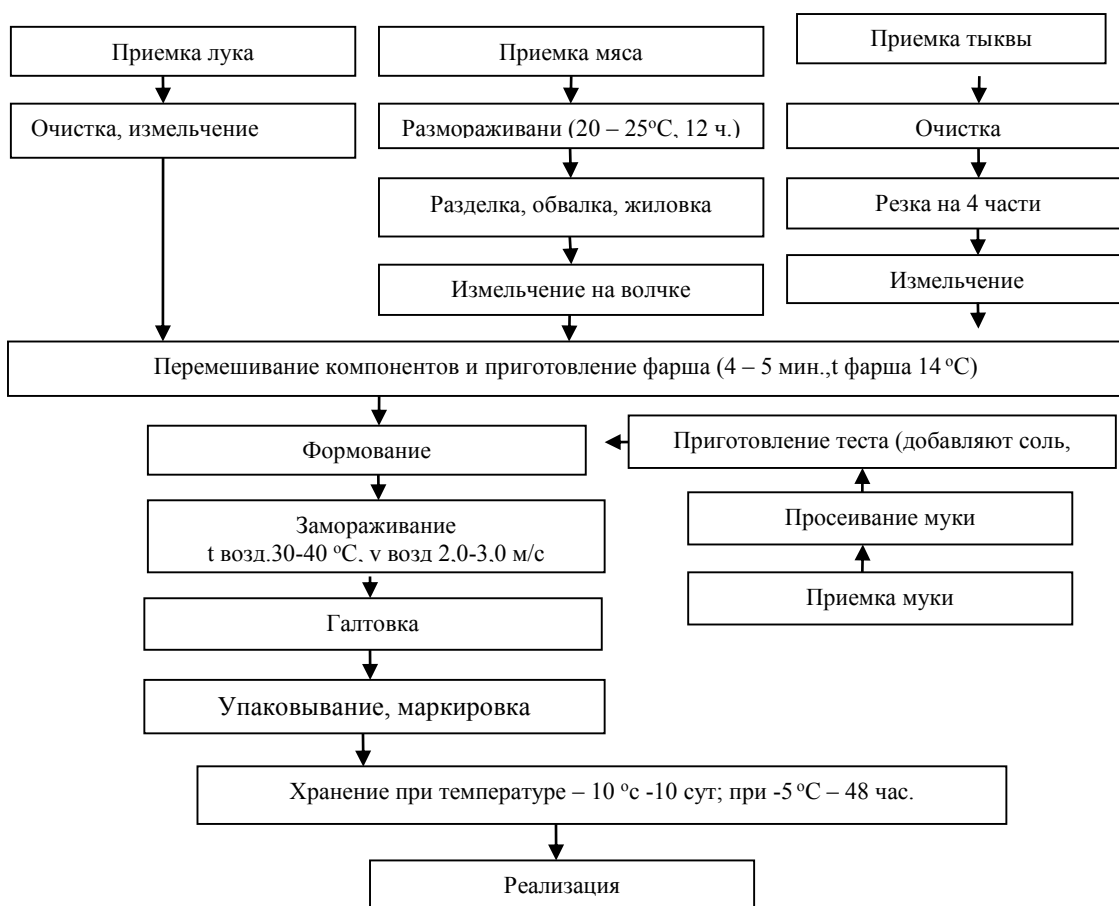 Приемка лука
Приемка мяса
Приемка тыквы
Очистка, измельчение
Размораживани (20 – 25°С, 12 ч.)
Очистка
Разделка, обвалка, жиловка
Резка на 4 части
Измельчение на волчке
Измельчение
Перемешивание компонентов и приготовление фарша (4 – 5 мин.,t фарша 14 °С)
Формование
Приготовление теста (добавляют соль,
Замораживание
t возд.30-40 °С, v возд 2,0-3,0 м/с
Просеивание муки
Приемка муки
Галтовка
Упаковывание, маркировка
Хранение при температуре – 10 °с -10 сут; при -5 °С – 48 час.
Реализация